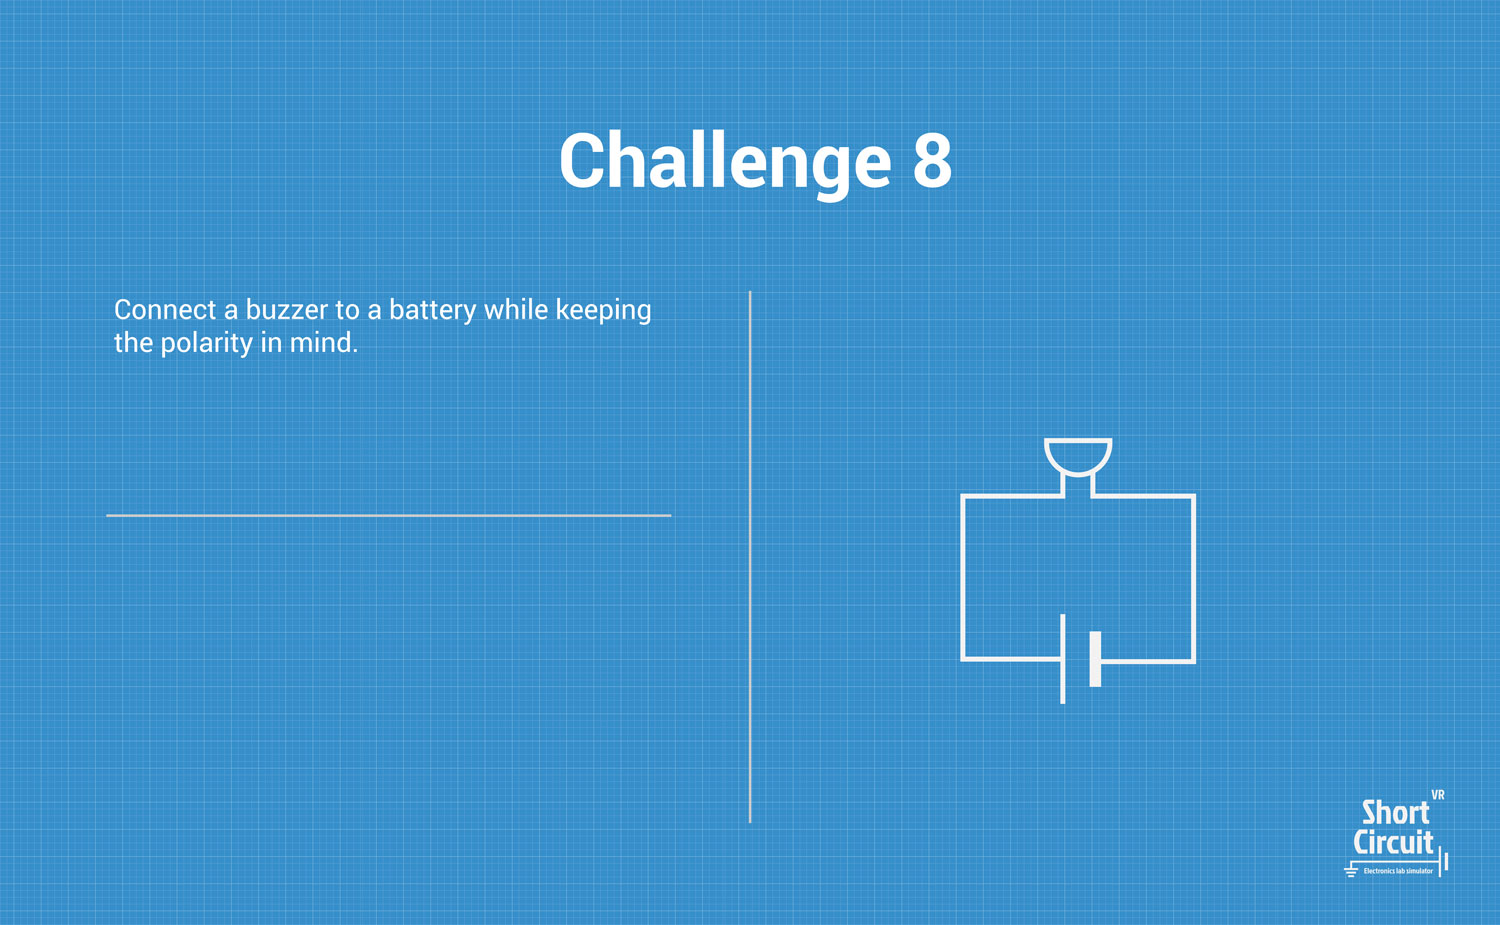 Challenge 8
Connect a buzzer to a battery while keeping
the polarity in mind.
VR
Short
Circuit
Electronics lab simulator